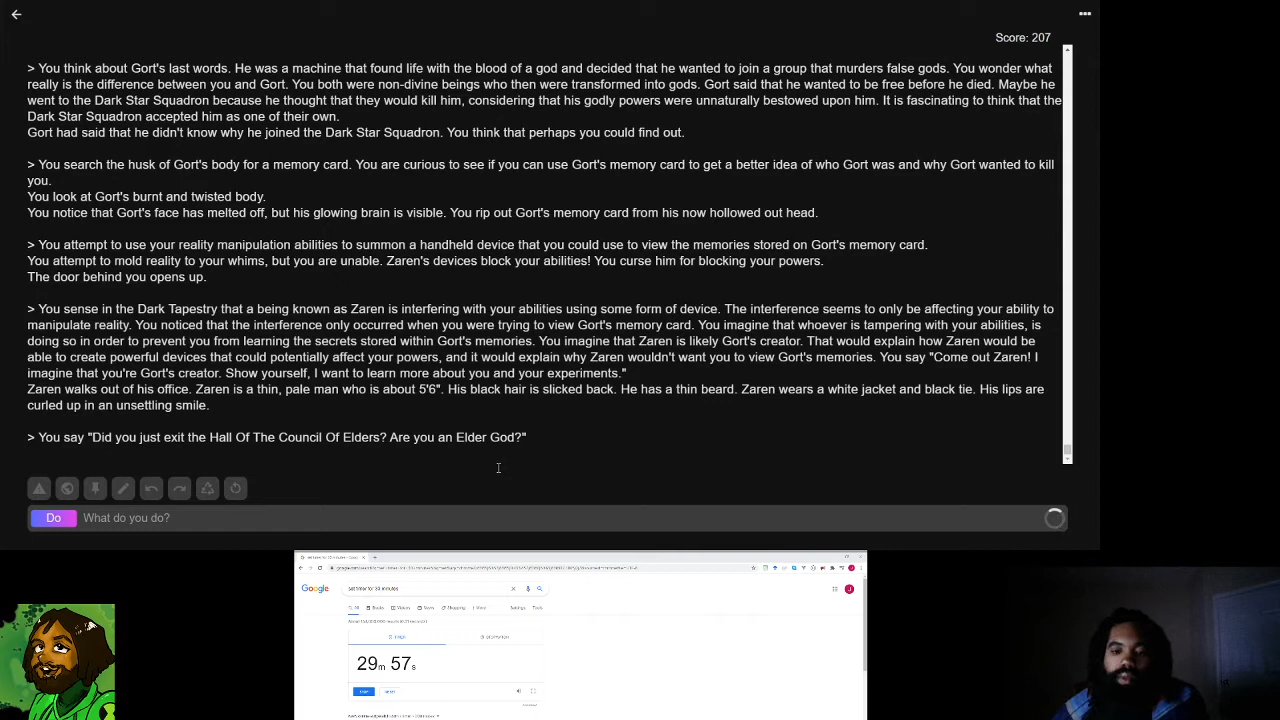 Score: 207
> You think about Gort's last words. He was a machine that found life with the blood of a god and decided that he wanted to join a group that murders false gods. You wonder what
really is the difference between you and Gort. You both were non-divine beings who then were transformed into gods. Gort said that he wanted to be free before he died. Maybe he
went to the Dark Star Squadron because he thought that they would kill him, considering that his godly powers were unnaturally bestowed upon him. It is fascinating to think that the
Dark Star Squadron accepted him as one of their own.
Gort had said that he didn't know why he joined the Dark Star Squadron. You think that perhaps you could find out.
> You search the husk of Gort's body for a memory card. You are curious to see if you can use Gort's memory card to get a better idea of who Gort was and why Gort wanted to kill
you.
You look at Gort's burnt and twisted body.
You notice that Gort's face has melted off, but his glowing brain is visible. You rip out Gort's memory card from his now hollowed out head.
> You attempt to use your reality manipulation abilities to summon a handheld device that you could use to view the memories stored on Gort's memory card.
You attempt to mold reality to your whims, but you are unable. Zaren's devices block your abilities! You curse him for blocking your powers.
The door behind you opens up.
> You sense in the Dark Tapestry that a being known as Zaren is interfering with your abilities using some form of device. The interference seems to only be affecting your ability to
manipulate reality. You noticed that the interference only occurred when you were trying to view Gort's memory card. You imagine that whoever is tampering with your abilities, is
doing so in order to prevent you from learning the secrets stored within Gort's memories. You imagine that Zaren is likely Gort's creator. That would explain how Zaren would be
able to create powerful devices that could potentially affect your powers, and it would explain why Zaren wouldn't want you to view Gort's memories. You say "Come out Zaren! I
imagine that you're Gort's creator. Show yourself, I want to learn more about you and your experiments."
Zaren walks out of his office. Zaren is a thin, pale man who is about 5'6". His black hair is slicked back. He has a thin beard. Zaren wears a white jacket and black tie. His lips are
curled up in an unsettling smile.
> You say "Did you just exit the Hall Of The Council Of Elders? Are you an Elder God?"
Do What do you do?
Google
set timer for 30 minutes
All Books Videos News Shopping More Settings Tools
TIMER STOPWATCH
29m 57s
STOP RESET